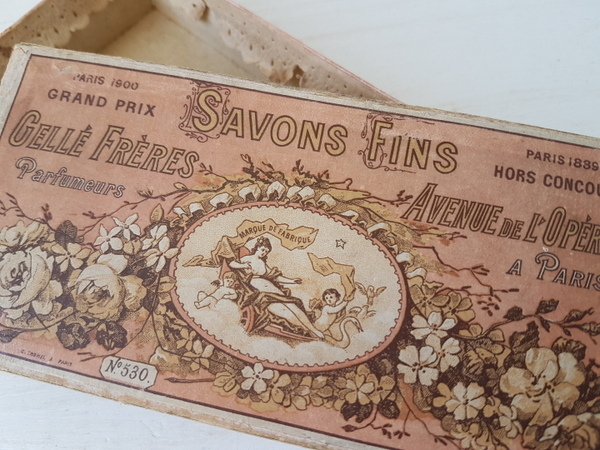 PARIS 1900
GRAND PRIX
GELLÉ FRÈRES
Parfumeurs
SAVONS FINS
PARIS 1889
HORS CONCOU
AVENUE DE L'OPÉR
A PARIS
MARQUE DE FABRIQUE
Nº 530.